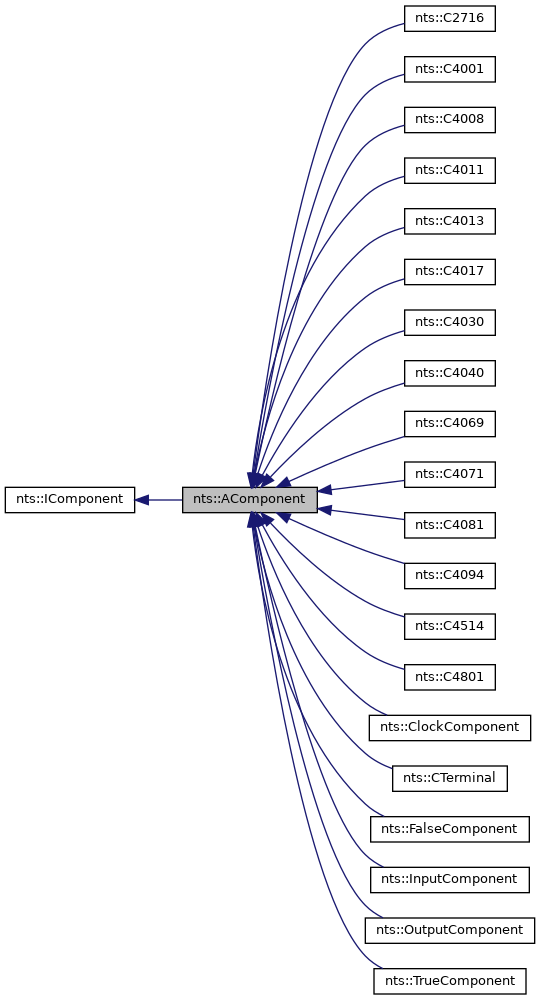 nts::C2716
nts::C4001
nts::C4008
nts::C4011
nts::C4013
nts::C4017
nts::C4030
nts::C4040
nts::C4069
nts::C4071
nts::IComponent
nts::AComponent
nts::C4081
nts::C4094
nts::C4514
nts::C4801
nts::ClockComponent
nts::CTerminal
nts::FalseComponent
nts::InputComponent
nts::OutputComponent
nts::TrueComponent